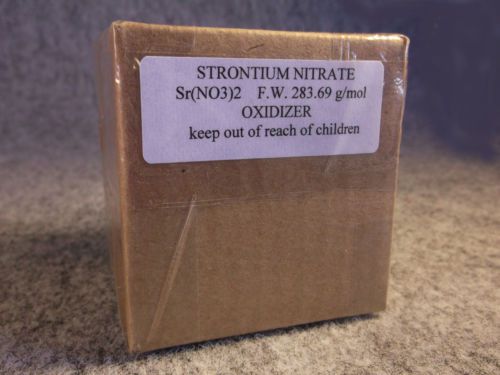 STRONTIUM NITRATE
Sr(NO3)2 F.W. 283.69 g/mol
OXIDIZER
keep out of reach of children